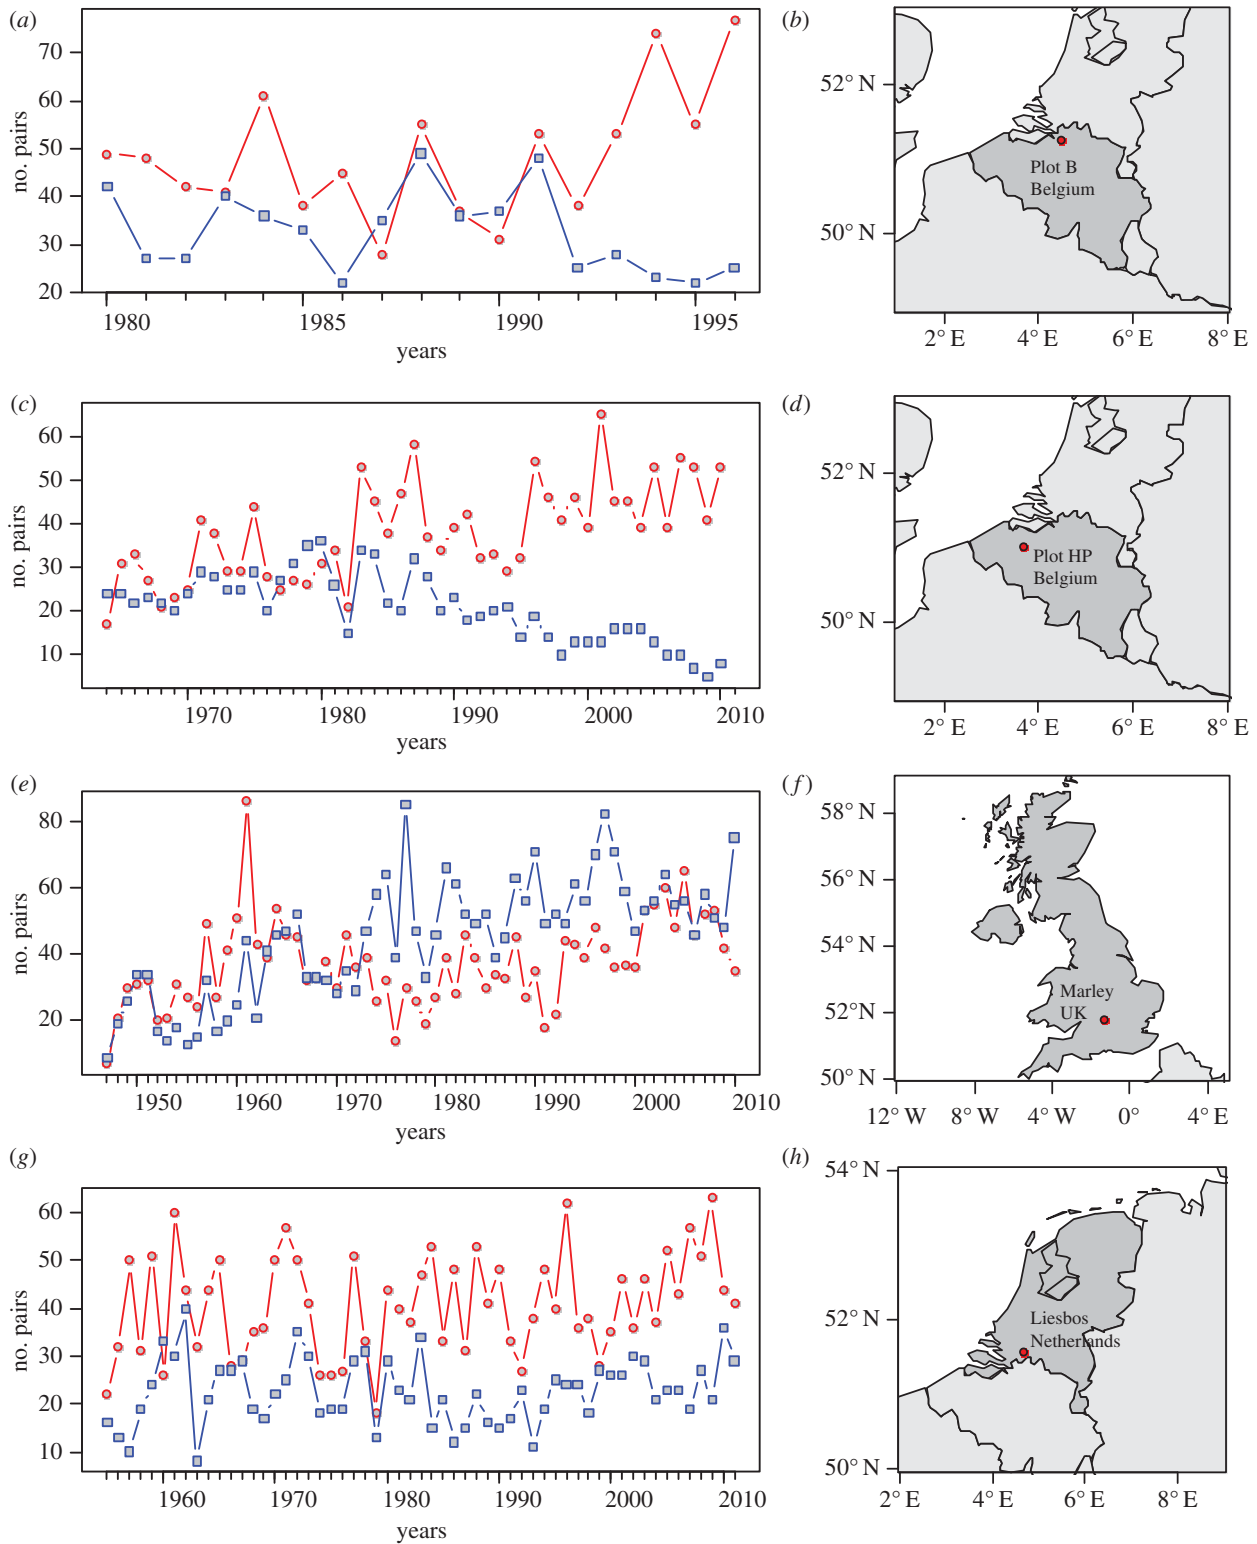 (a)
70
60
50
40
30
20
no. pairs
1980 1985 1990 1995
years
(b)
52° N
50° N
Plot B
Belgium
2° E 4° E 6° E 8° E
(c)
60
50
40
30
20
10
no. pairs
1970 1980 1990 2000 2010
years
(d)
52° N
50° N
Plot HP
Belgium
2° E 4° E 6° E 8° E
(e)
80
60
40
20
no. pairs
1950 1960 1970 1980 1990 2000 2010
years
(f)
58° N
56° N
54° N
52° N
50° N
Marley
UK
12° W 8° W 4° W 0° 4° E
(g)
60
50
40
30
20
10
no. pairs
1960 1970 1980 1990 2000 2010
years
(h)
54° N
52° N
50° N
Liesbos
Netherlands
2° E 4° E 6° E 8° E